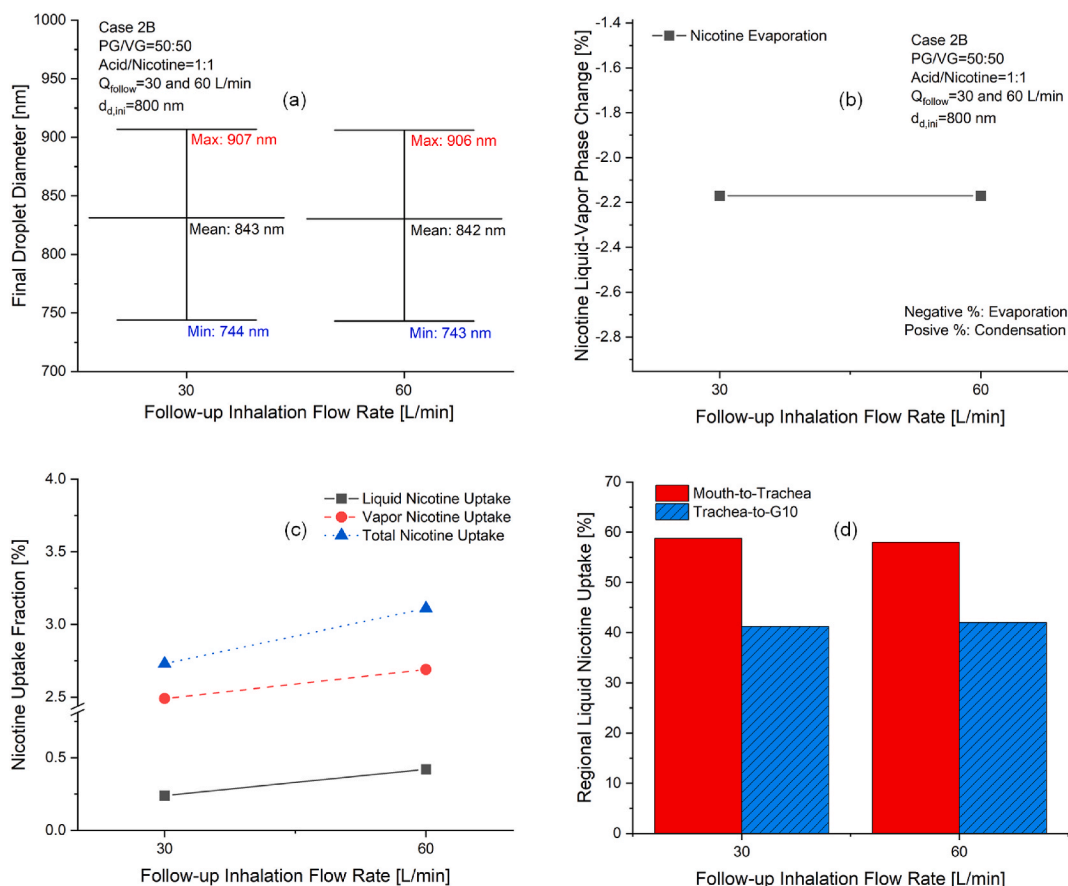 1000
950
900
850
800
750
700
Final Droplet Diameter [nm]
Case 2B
PG/VG=50:50
Acid/Nicotine=1:1
Qfollow=30 and 60 L/min
dd,ini=800 nm
(a)
Max: 907 nm
Max: 906 nm
Mean: 843 nm
Mean: 842 nm
Min: 744 nm
Min: 743 nm
30
60
Follow-up Inhalation Flow Rate [L/min]
-1.4
-1.6
-1.8
-2.0
-2.2
-2.4
-2.6
-2.8
Nicotine Liquid-Vapor Phase Change [%]
Nicotine Evaporation
Case 2B
PG/VG=50:50
Acid/Nicotine=1:1
Qfollow=30 and 60 L/min
dd,ini=800 nm
(b)
Negative %: Evaporation
Posive %: Condensation
30
60
Follow-up Inhalation Flow Rate [L/min]
4.0
3.5
3.0
2.5
0.5
0.0
Nicotine Uptake Fraction [%]
Liquid Nicotine Uptake
Vapor Nicotine Uptake
Total Nicotine Uptake
(c)
30
60
Follow-up Inhalation Flow Rate [L/min]
70
60
50
40
30
20
10
0
Regional Liquid Nicotine Uptake [%]
Mouth-to-Trachea
Trachea-to-G10
(d)
30
60
Follow-up Inhalation Flow Rate [L/min]